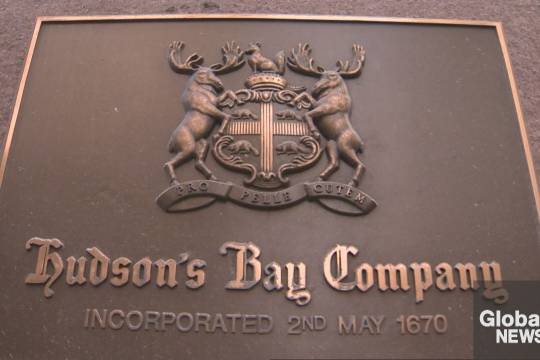 PRO PELLE CUTEM
Hudson's Bay Company
INCORPORATED 2ND MAY 1670
Global
NEWS